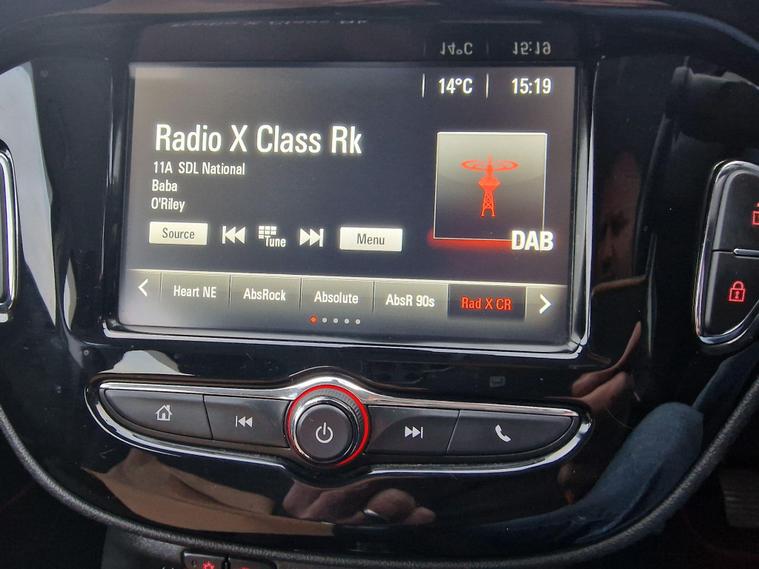 14°C 15:19
Radio X Class Rk
11A SDL National
Baba
O'Riley
Source Tune Menu
DAB
Heart NE AbsRock Absolute AbsR 90s Rad X CR